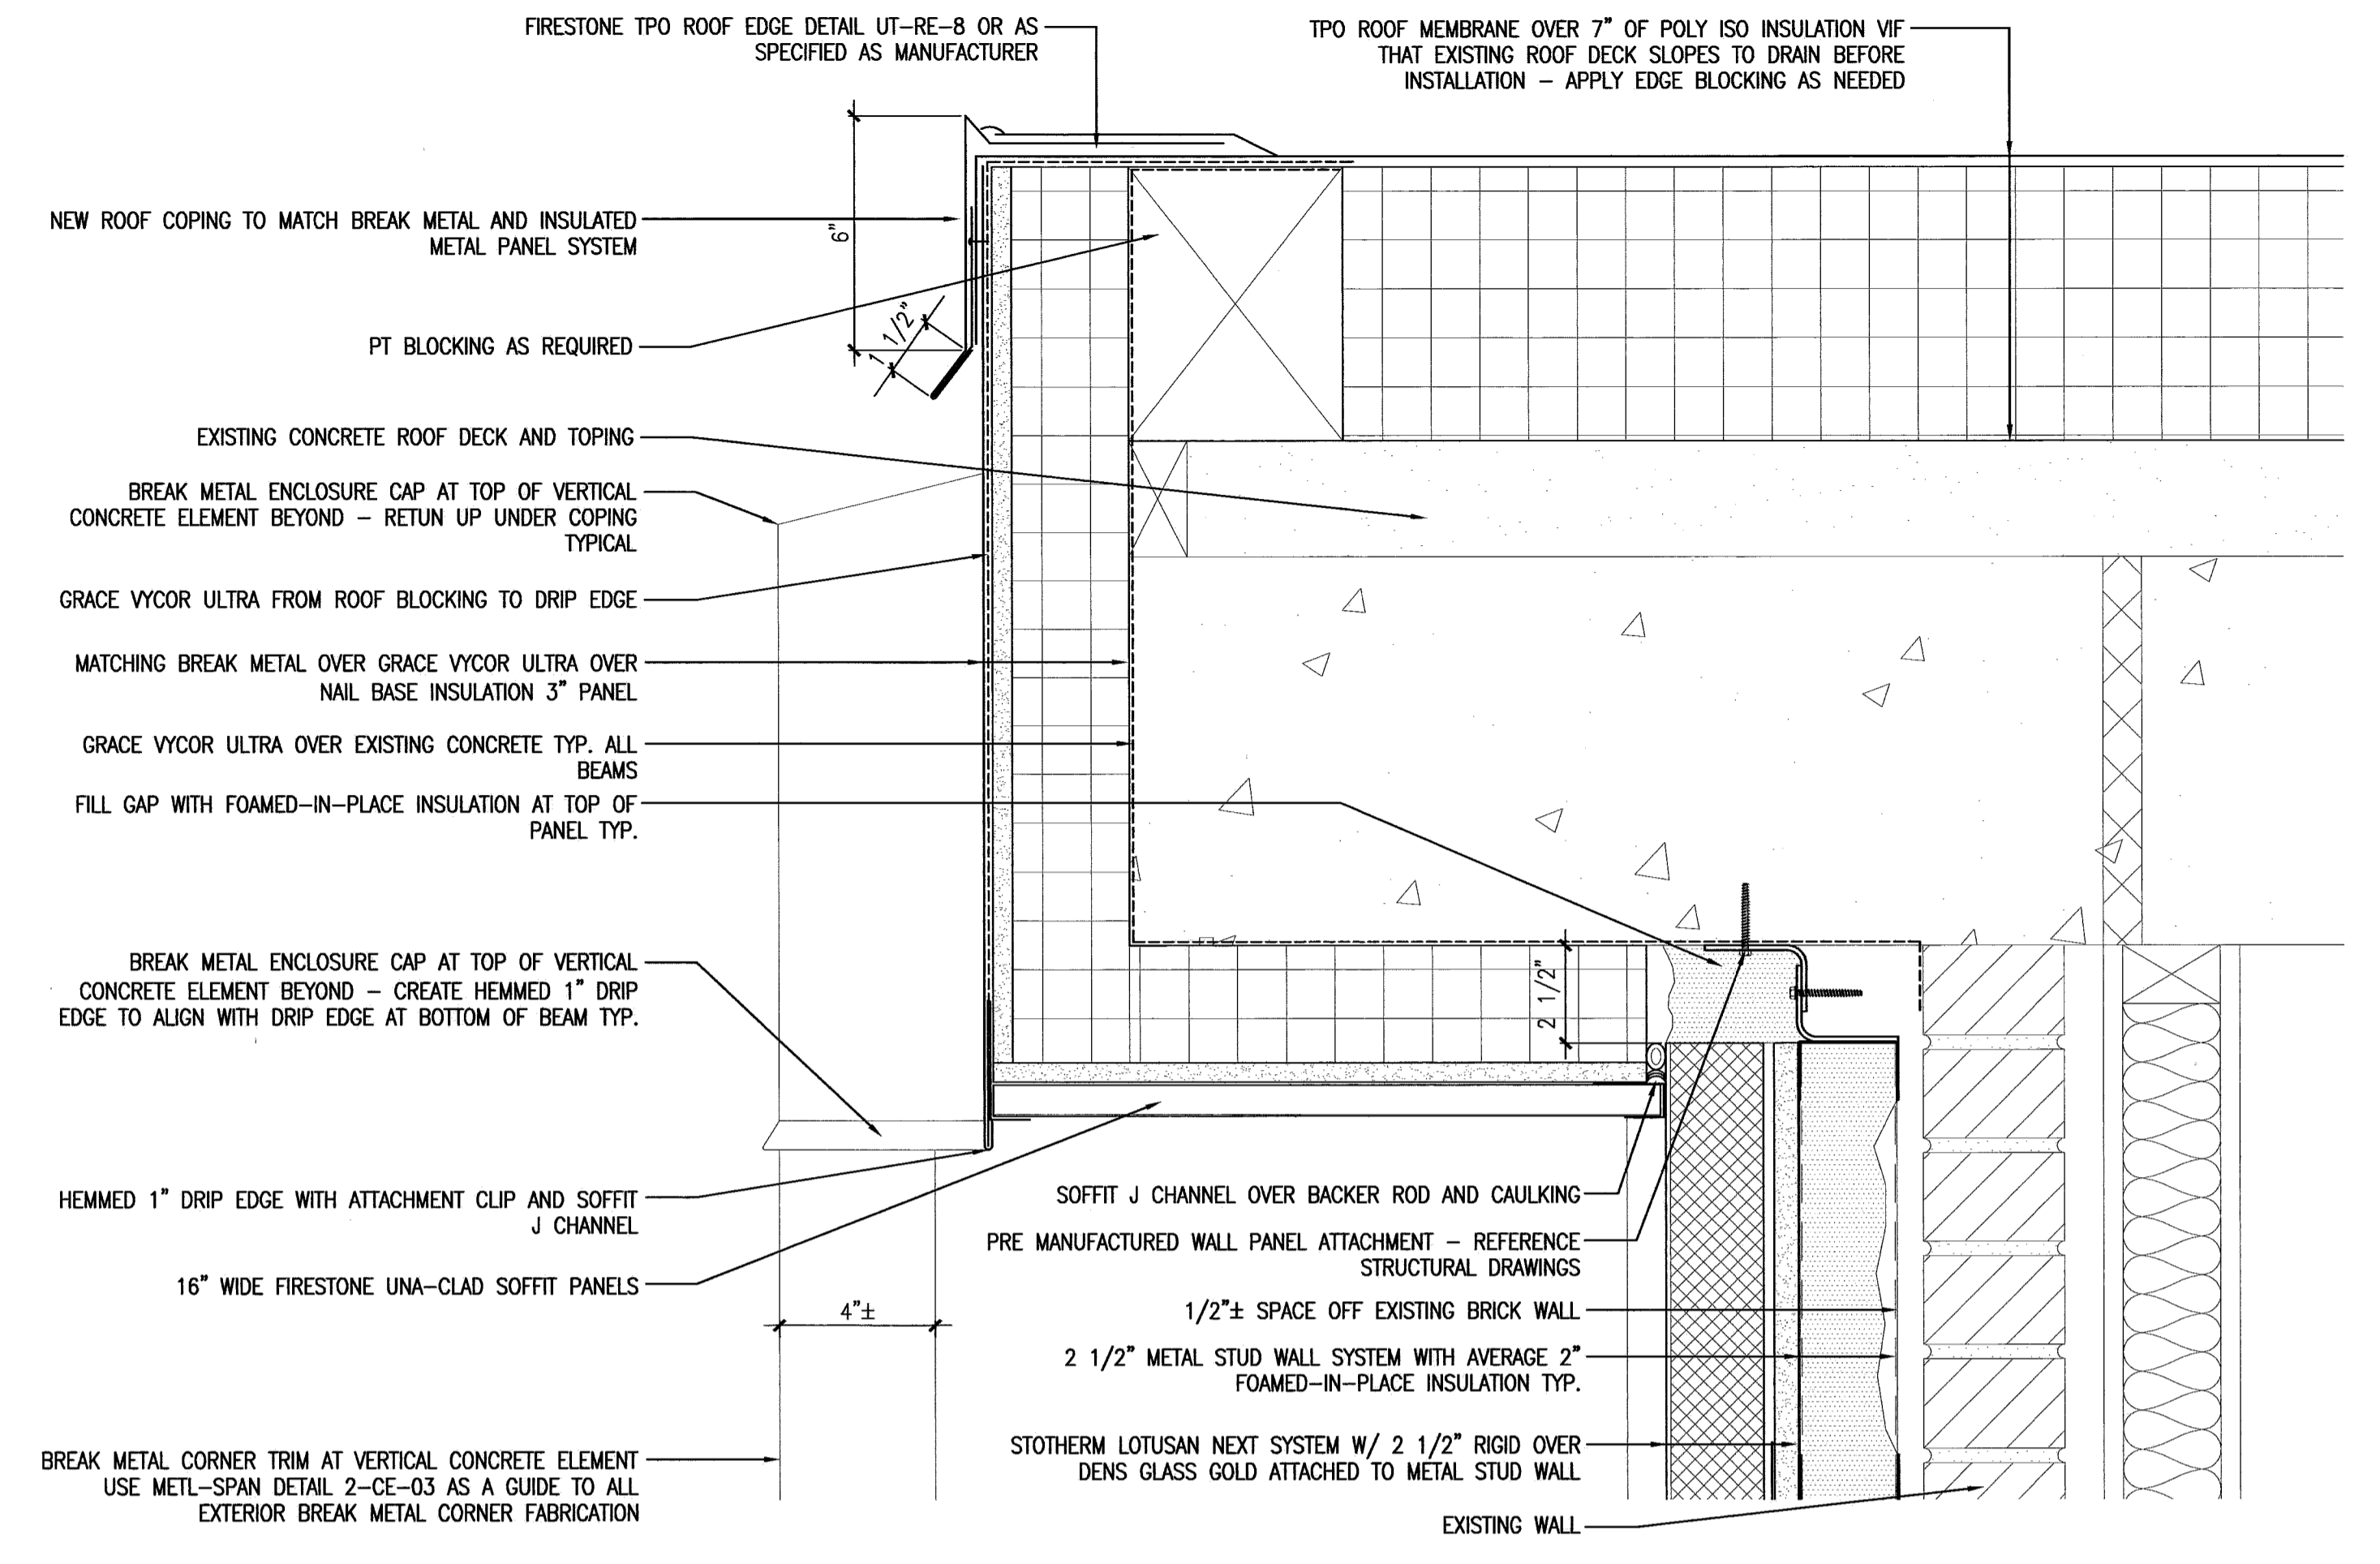 FIRESTONE TPO ROOF EDGE DETAIL UT-RE-8 OR AS
SPECIFIED AS MANUFACTURER
TPO ROOF MEMBRANE OVER 7" OF POLY ISO INSULATION VIF
THAT EXISTING ROOF DECK SLOPES TO DRAIN BEFORE
INSTALLATION - APPLY EDGE BLOCKING AS NEEDED
NEW ROOF COPING TO MATCH BREAK METAL AND INSULATED
METAL PANEL SYSTEM
6"
1 1/2"
PT BLOCKING AS REQUIRED
EXISTING CONCRETE ROOF DECK AND TOPING
BREAK METAL ENCLOSURE CAP AT TOP OF VERTICAL
CONCRETE ELEMENT BEYOND - RETUN UP UNDER COPING
TYPICAL
GRACE VYCOR ULTRA FROM ROOF BLOCKING TO DRIP EDGE
MATCHING BREAK METAL OVER GRACE VYCOR ULTRA OVER
NAIL BASE INSULATION 3" PANEL
GRACE VYCOR ULTRA OVER EXISTING CONCRETE TYP. ALL
BEAMS
FILL GAP WITH FOAMED-IN-PLACE INSULATION AT TOP OF
PANEL TYP.
BREAK METAL ENCLOSURE CAP AT TOP OF VERTICAL
CONCRETE ELEMENT BEYOND - CREATE HEMMED 1" DRIP
EDGE TO ALIGN WITH DRIP EDGE AT BOTTOM OF BEAM TYP.
2 1/2"
HEMMED 1" DRIP EDGE WITH ATTACHMENT CLIP AND SOFFIT
J CHANNEL
16" WIDE FIRESTONE UNA-CLAD SOFFIT PANELS
4"±
BREAK METAL CORNER TRIM AT VERTICAL CONCRETE ELEMENT
USE METL-SPAN DETAIL 2-CE-03 AS A GUIDE TO ALL
EXTERIOR BREAK METAL CORNER FABRICATION
SOFFIT J CHANNEL OVER BACKER ROD AND CAULKING
PRE MANUFACTURED WALL PANEL ATTACHMENT - REFERENCE
STRUCTURAL DRAWINGS
1/2"± SPACE OFF EXISTING BRICK WALL
2 1/2" METAL STUD WALL SYSTEM WITH AVERAGE 2"
FOAMED-IN-PLACE INSULATION TYP.
STOTHERM LOTUSAN NEXT SYSTEM W/ 2 1/2" RIGID OVER
DENS GLASS GOLD ATTACHED TO METAL STUD WALL
EXISTING WALL